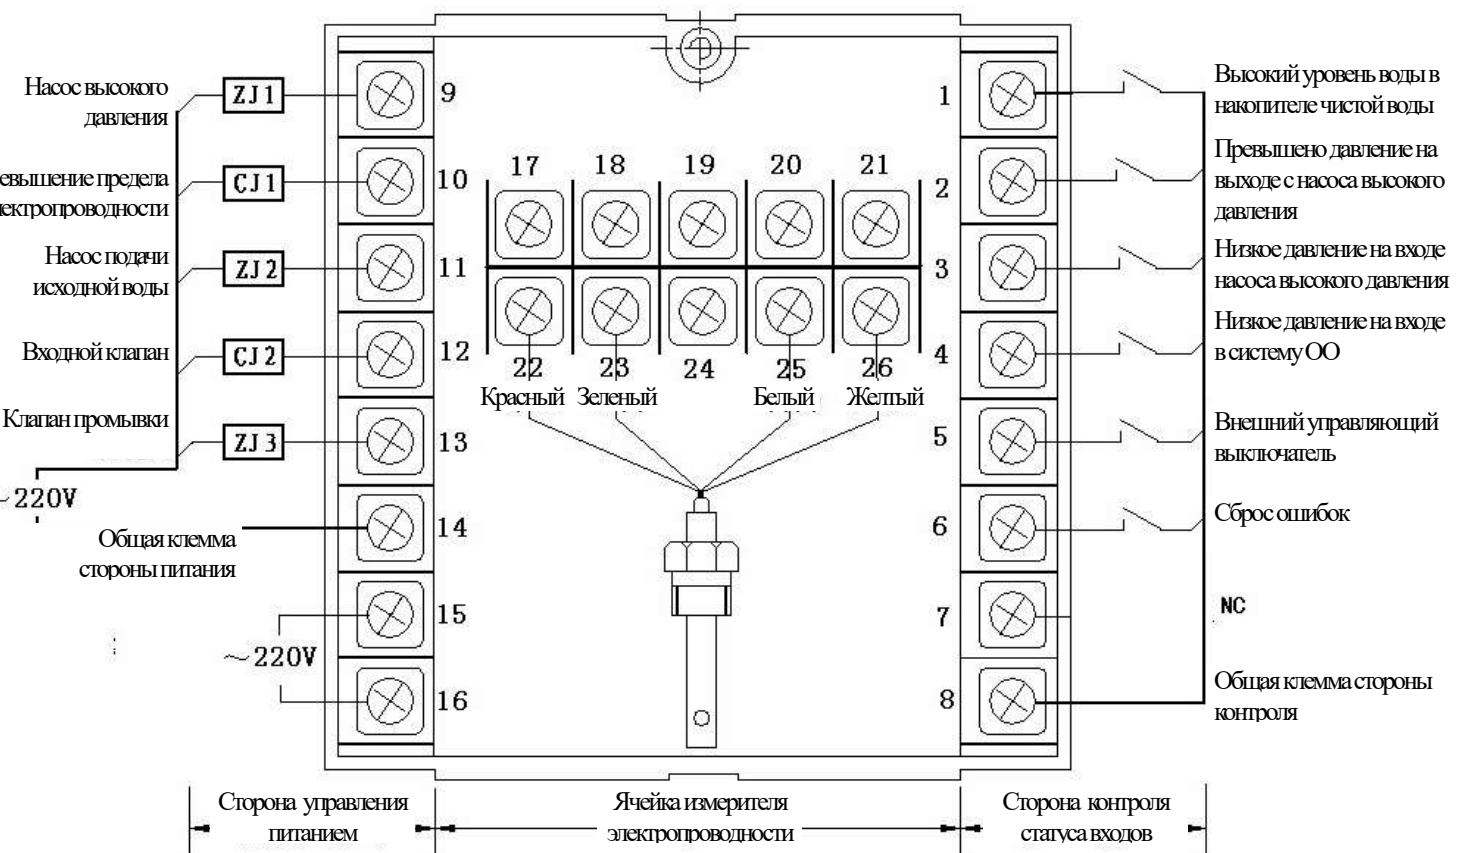 Насос высокого
давления
ZJ1
9
евышение предела
лектропроводности
CJ1
10
Насос подачи
исходной воды
ZJ2
11
Входной клапан
CJ2
12
Клапан промывки
ZJ3
13
~220V
Общая клемма
стороны питания
14
15
~220V
16
17 18 19 20 21
22 23 24 25 26
Красный Зеленый Белый Желтый
1
Высокий уровень воды в
накопителе чистой воды
2
Превышено давление на
выходе с насоса высокого
давления
3
Низкое давление на входе
насоса высокого давления
4
Низкое давление на входе
в систему ОО
5
Внешний управляющий
выключатель
6
Сброс ошибок
7
NC
8
Общая клемма стороны
контроля
Сторона управления
питанием
Ячейка измерителя
электропроводности
Сторона контроля
статуса входов